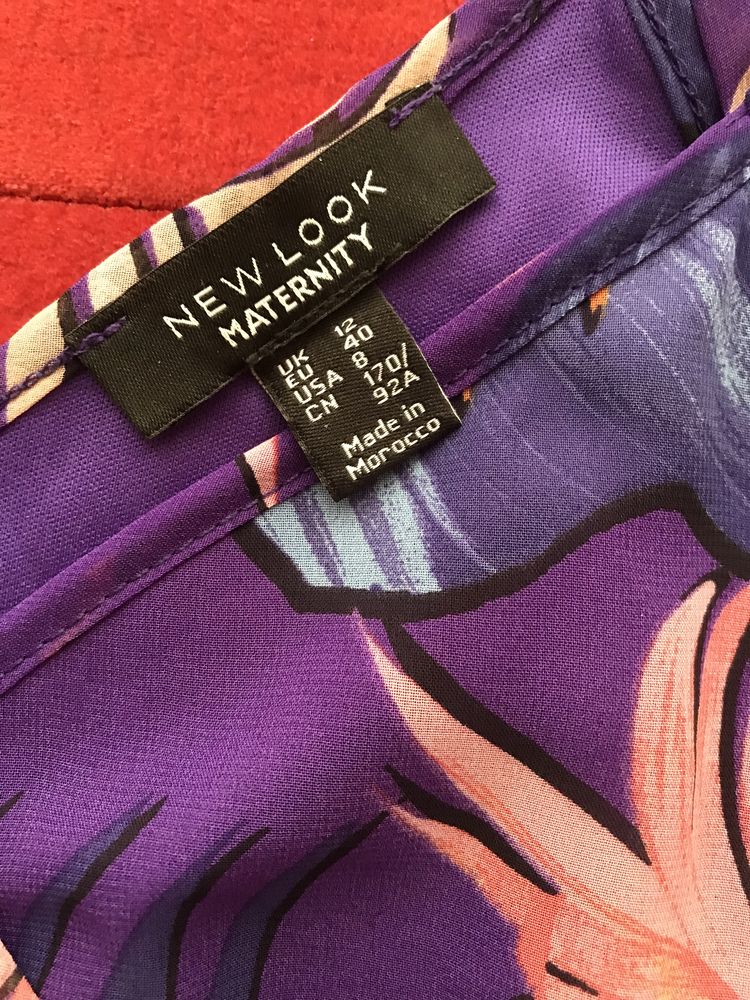 NEW LOOK
MATERNITY
UK 12
EU 40
USA 8
CN 170/
92A
Made in
Morocco